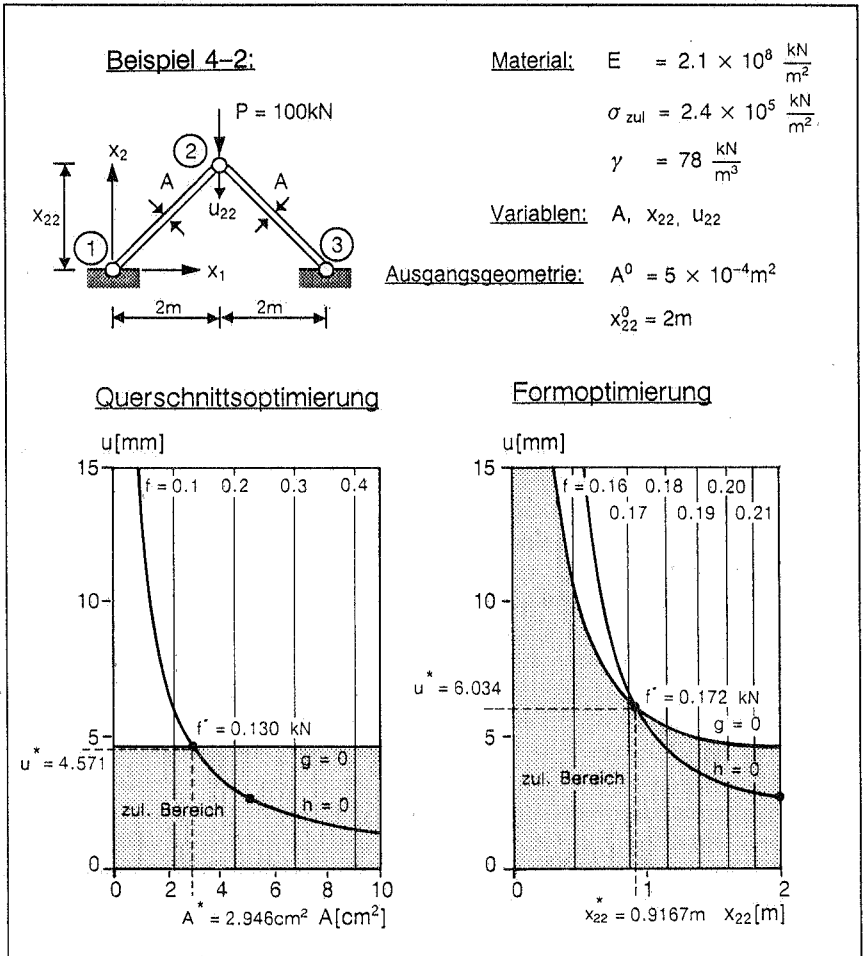 Beispiel 4–2:
Material: E = 2.1 × 10⁸ kN/m²
σ zul = 2.4 × 10⁵ kN/m²
γ = 78 kN/m³
Variablen: A, x₂₂, u₂₂
Ausgangsgeometrie: A⁰ = 5 × 10⁻⁴m²
x⁰₂₂ = 2m
P = 100kN
x₂
2
A
A
x₂₂
u₂₂
1
3
x₁
2m
2m
Querschnittsoptimierung
u[mm]
15
f = 0.1 0.2 0.3 0.4
10
f* = 0.130 kN
5
u* = 4.571
g = 0
zul. Bereich
h = 0
0
0 2 4 6 8 10
A* = 2.946cm² A[cm²]
Formoptimierung
u[mm]
15
f = 0.16 0.18 0.20
0.17 0.19 0.21
10
u* = 6.034
f* = 0.172 kN
g = 0
5
zul. Bereich
h = 0
0
0 1 2
x*₂₂ = 0.9167m x₂₂[m]